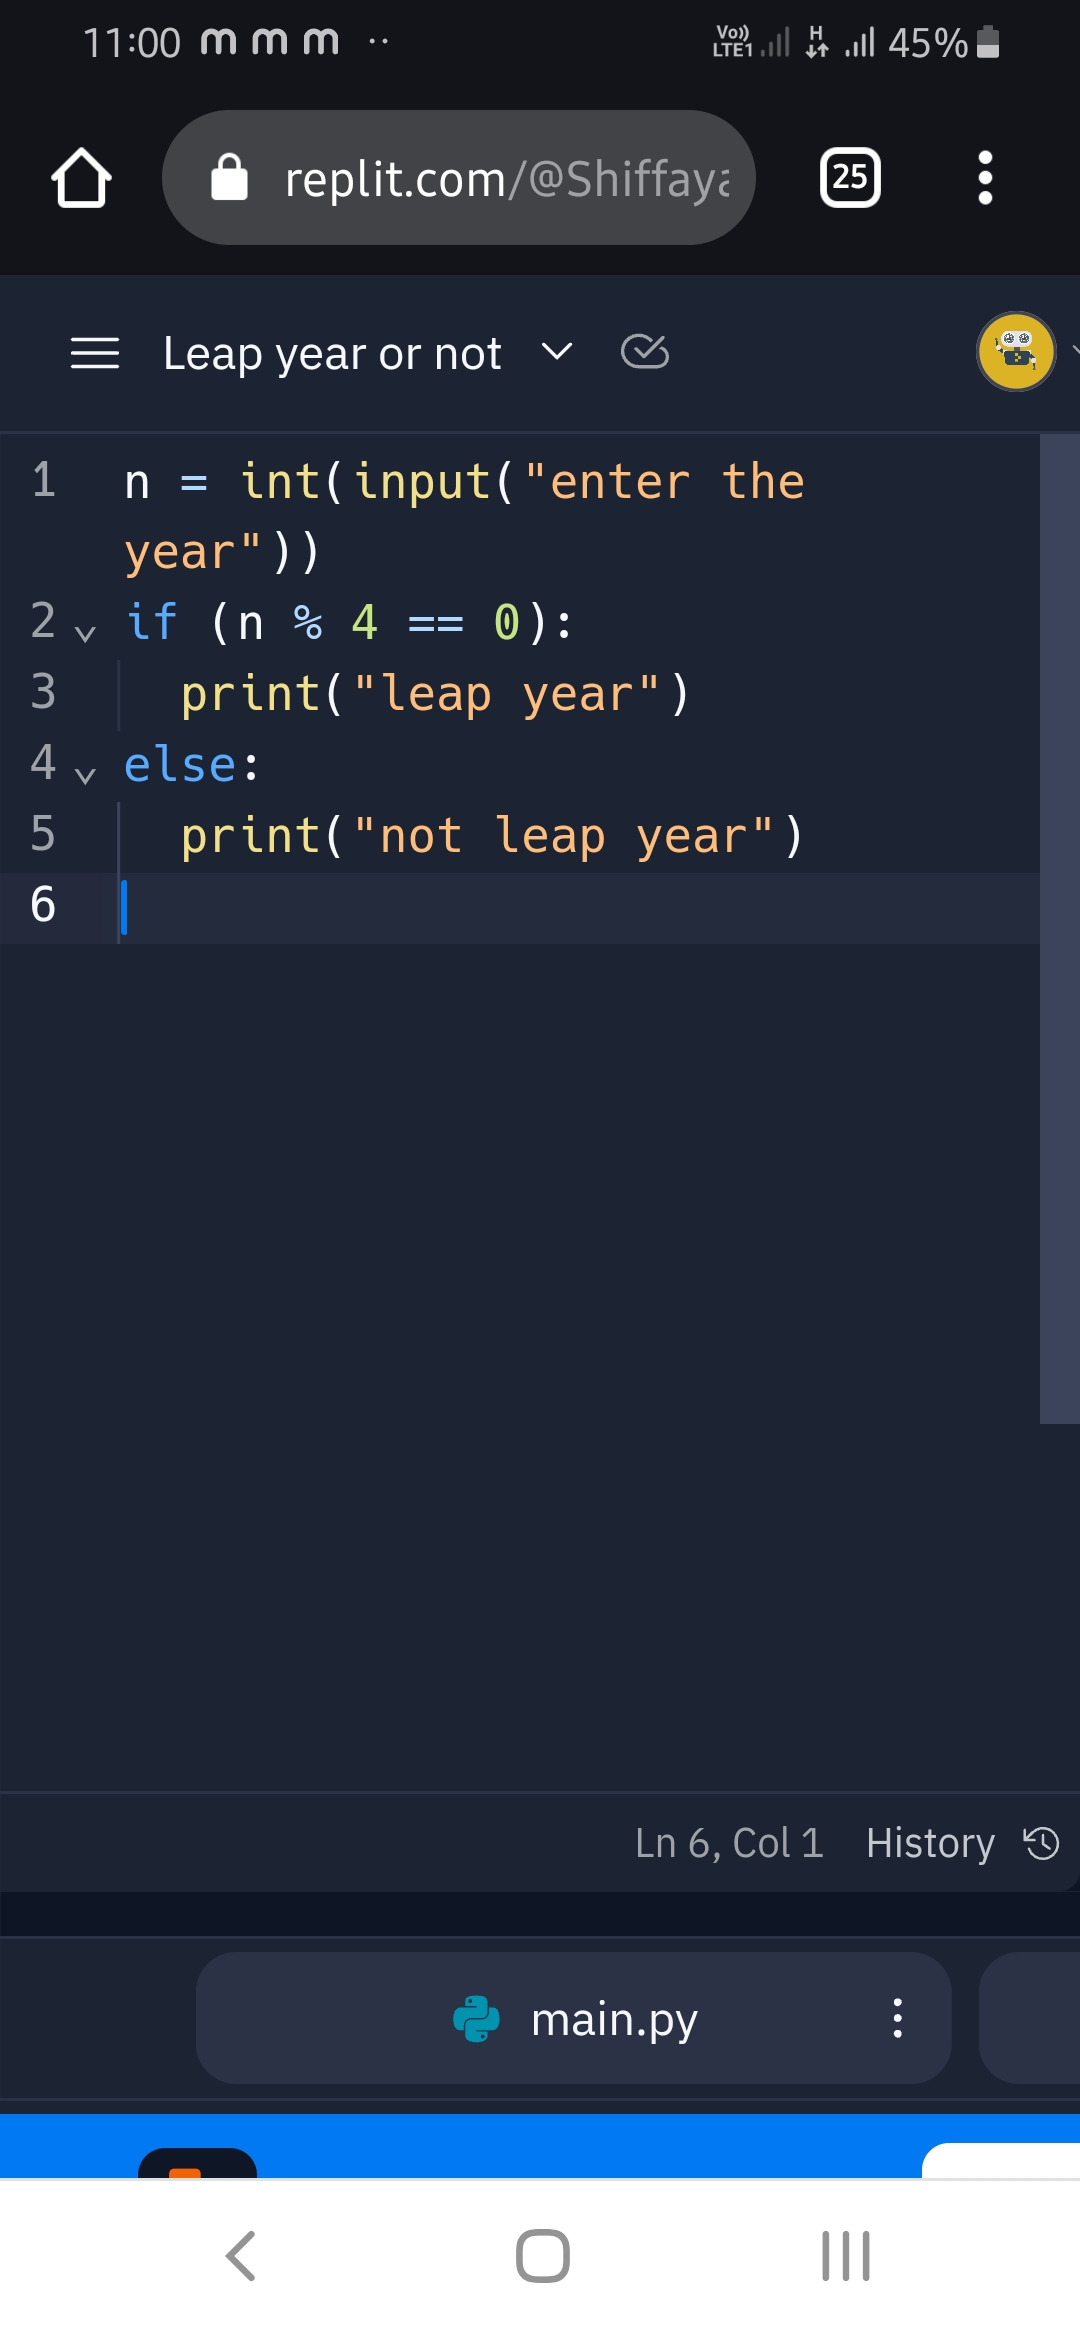 11:00 m m m ··
Vo)) LTE1 H 45%
replit.com/@Shiffaya
25
Leap year or not
1 n = int(input("enter the
year"))
2 if (n % 4 == 0):
3 print("leap year")
4 else:
5 print("not leap year")
6
Ln 6, Col 1 History
main.py